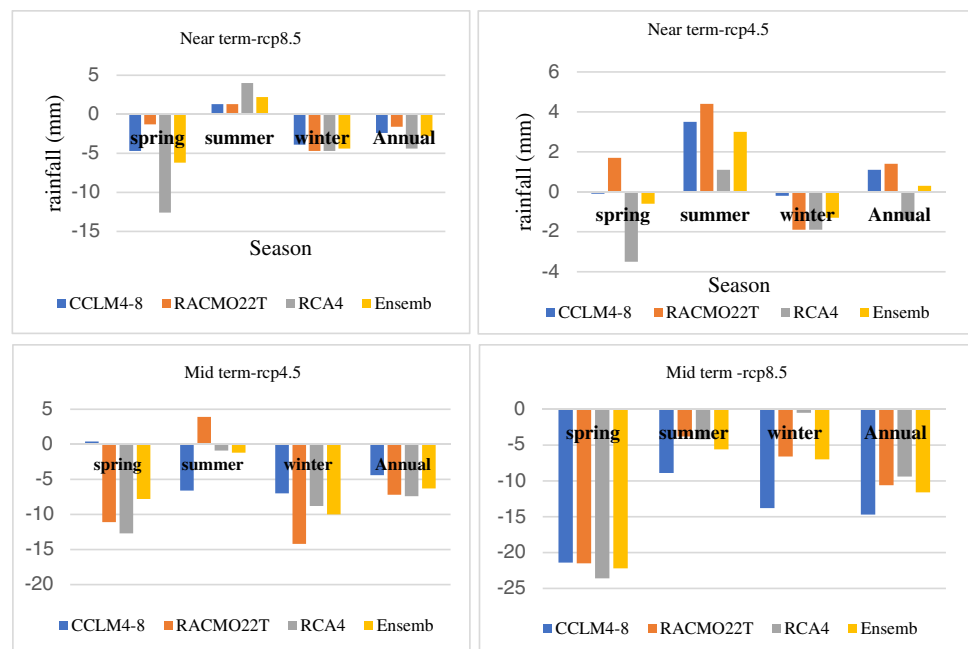 Near term-rcp8.5
rainfall (mm)
5
0
-5
-10
-15
spring summer winter Annual
Season
CCLM4-8 RACMO22T RCA4 Ensemb
Near term-rcp4.5
rainfall (mm)
6
4
2
0
-2
-4
spring summer winter Annual
Season
CCLM4-8 RACMO22T RCA4 Ensemb
Mid term-rcp4.5
5
0
-5
-10
-15
-20
spring summer winter Annual
CCLM4-8 RACMO22T RCA4 Ensemb
Mid term -rcp8.5
0
-5
-10
-15
-20
-25
spring summer winter Annual
CCLM4-8 RACMO22T RCA4 Ensemb